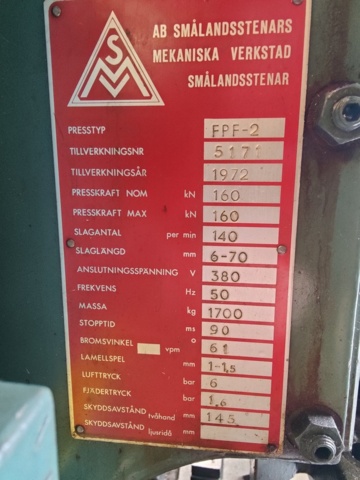 SMV
AB SMÅLANDSSTENARS
MEKANISKA VERKSTAD
SMÅLANDSSTENAR
PRESSTYP FPF-2
TILLVERKNINGSNR 5171
TILLVERKNINGSÅR 1972
PRESSKRAFT NOM kN 160
PRESSKRAFT MAX kN 160
SLAGANTAL per min 140
SLAGLÄNGD mm 6-70
ANSLUTNINGSSPÄNNING V 380
FREKVENS Hz 50
MASSA kg 1700
STOPPTID ms 90
BROMSVINKEL vpm ° 61
LAMELLSPEL mm 1-1,5
LUFTTRYCK bar 6
FJÄDERTRYCK bar 1,6
SKYDDSAVSTÅND tvåhand mm 145
SKYDDSAVSTÅND ljusridå mm